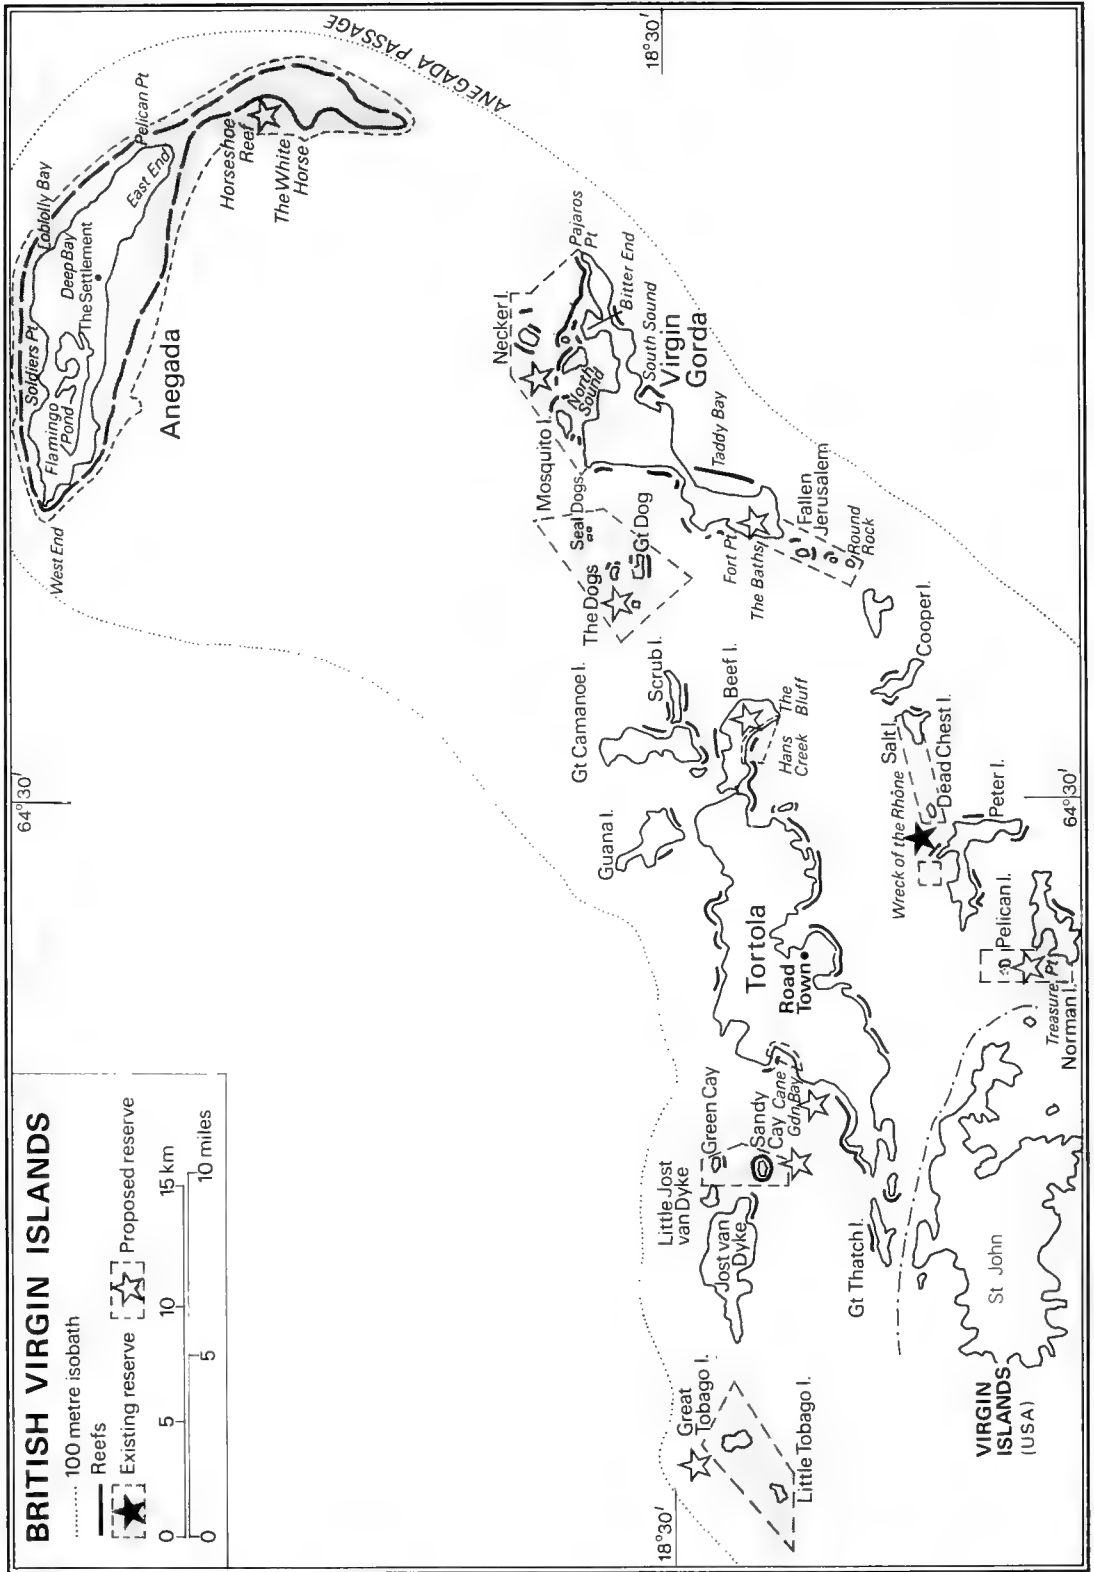 BRITISH VIRGIN ISLANDS
100 metre isobath
Reefs
Existing reserve
Proposed reserve
0 5 10 15 km
0 5 10 miles
64°30'
18°30'
ANEGADA PASSAGE
West End
Soldiers Pt
Loblolly Bay
Pelican Pt
Flamingo
Pond
Deep Bay
The Settlement
East End
Anegada
Horseshoe
Reef
The White
Horse
Necker I.
Pajaros
Pt
Mosquito I.
North
Sound
Bitter End
South Sound
Virgin
Gorda
Taddy Bay
Seal Dogs
The Dogs
Gt Dog
Fort Pt
The Baths
Fallen
Jerusalem
Round
Rock
Gt Camanoe I.
Scrub I.
Guana I.
Beef I.
Hans
Creek
The
Bluff
Cooper I.
Salt I.
Dead Chest I.
Wreck of the Rhône
Peter I.
64°30'
Pelican I.
Treasure Pt
Norman I.
Tortola
Road
Town
Little Jost
van Dyke
Green Cay
Jost van
Dyke
Sandy
Cay
Cane
Gdn Bay
Gt Thatch I.
Great
Tobago I.
Little Tobago I.
18°30'
St John
VIRGIN
ISLANDS
(USA)